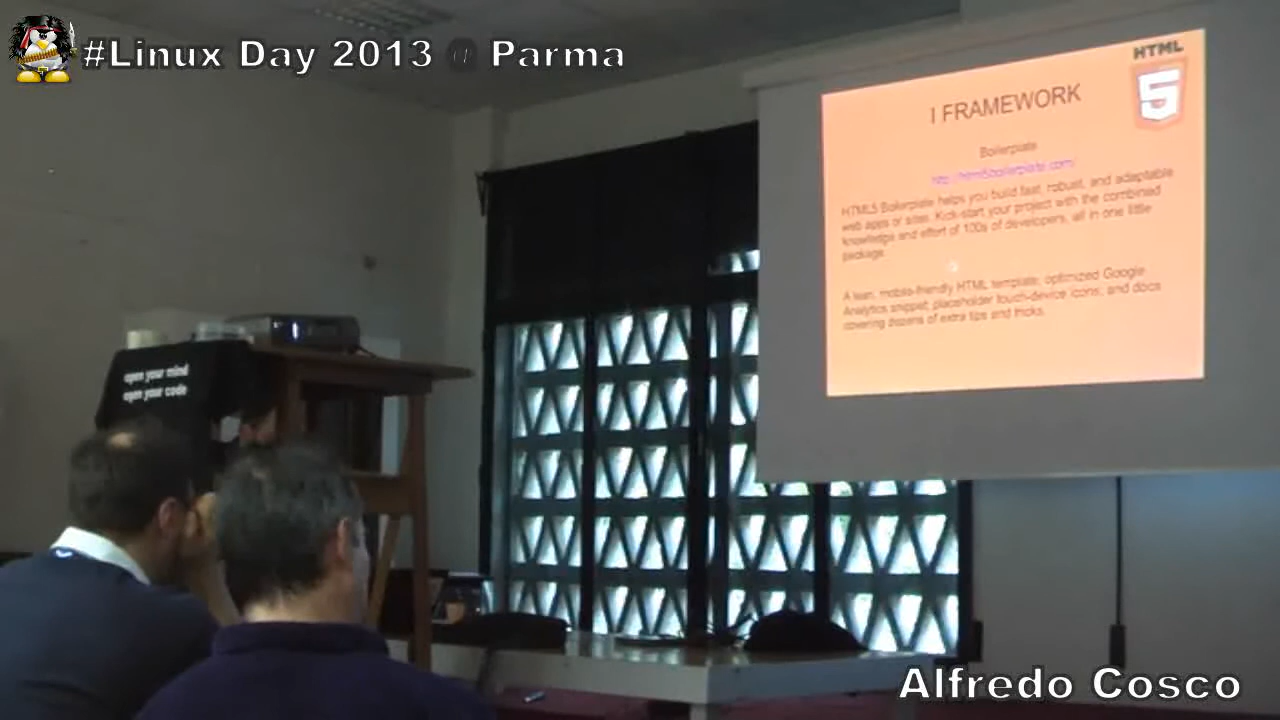 #Linux Day 2013 @ Parma
HTML
5
I FRAMEWORK
Boilerplate
http://html5boilerplate.com/
HTML5 Boilerplate helps you build fast, robust, and adaptable
web apps or sites. Kick-start your project with the combined
knowledge and effort of 100s of developers, all in one little
package.
A lean, mobile-friendly HTML template; optimized Google
Analytics snippet; placeholder touch-device icons; and docs
covering dozens of extra tips and tricks.
open your mind
open your code
Alfredo Cosco